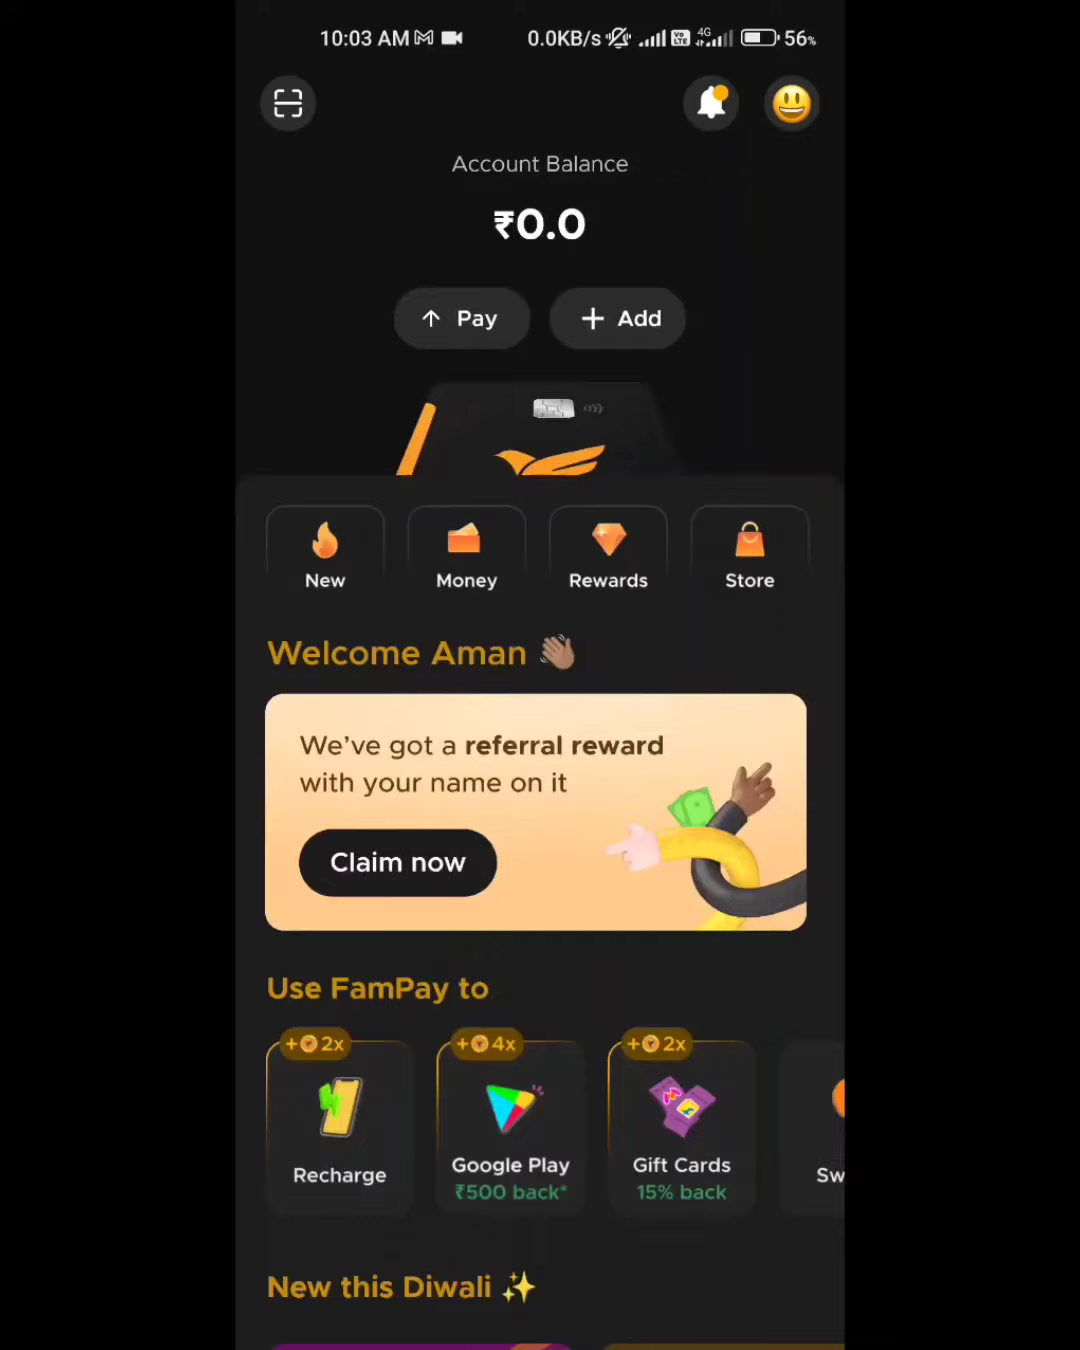 10:03 AM
0.0KB/s
Vo LTE
4G
56%
Account Balance
₹0.0
Pay
Add
New
Money
Rewards
Store
Welcome Aman
We've got a referral reward
with your name on it
Claim now
Use FamPay to
+ 2x
+ 4x
+ 2x
Recharge
Google Play
₹500 back*
Gift Cards
15% back
Sw
New this Diwali